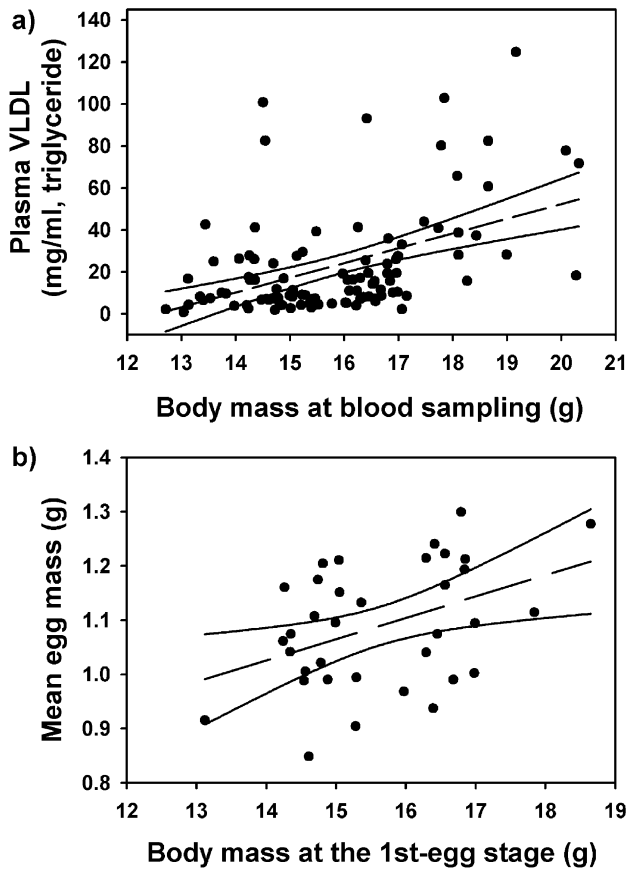 a)
Plasma VLDL
(mg/ml, triglyceride)
140
120
100
80
60
40
20
0
12 13 14 15 16 17 18 19 20 21
Body mass at blood sampling (g)
b)
Mean egg mass (g)
1.4
1.3
1.2
1.1
1.0
0.9
0.8
12 13 14 15 16 17 18 19
Body mass at the 1st-egg stage (g)